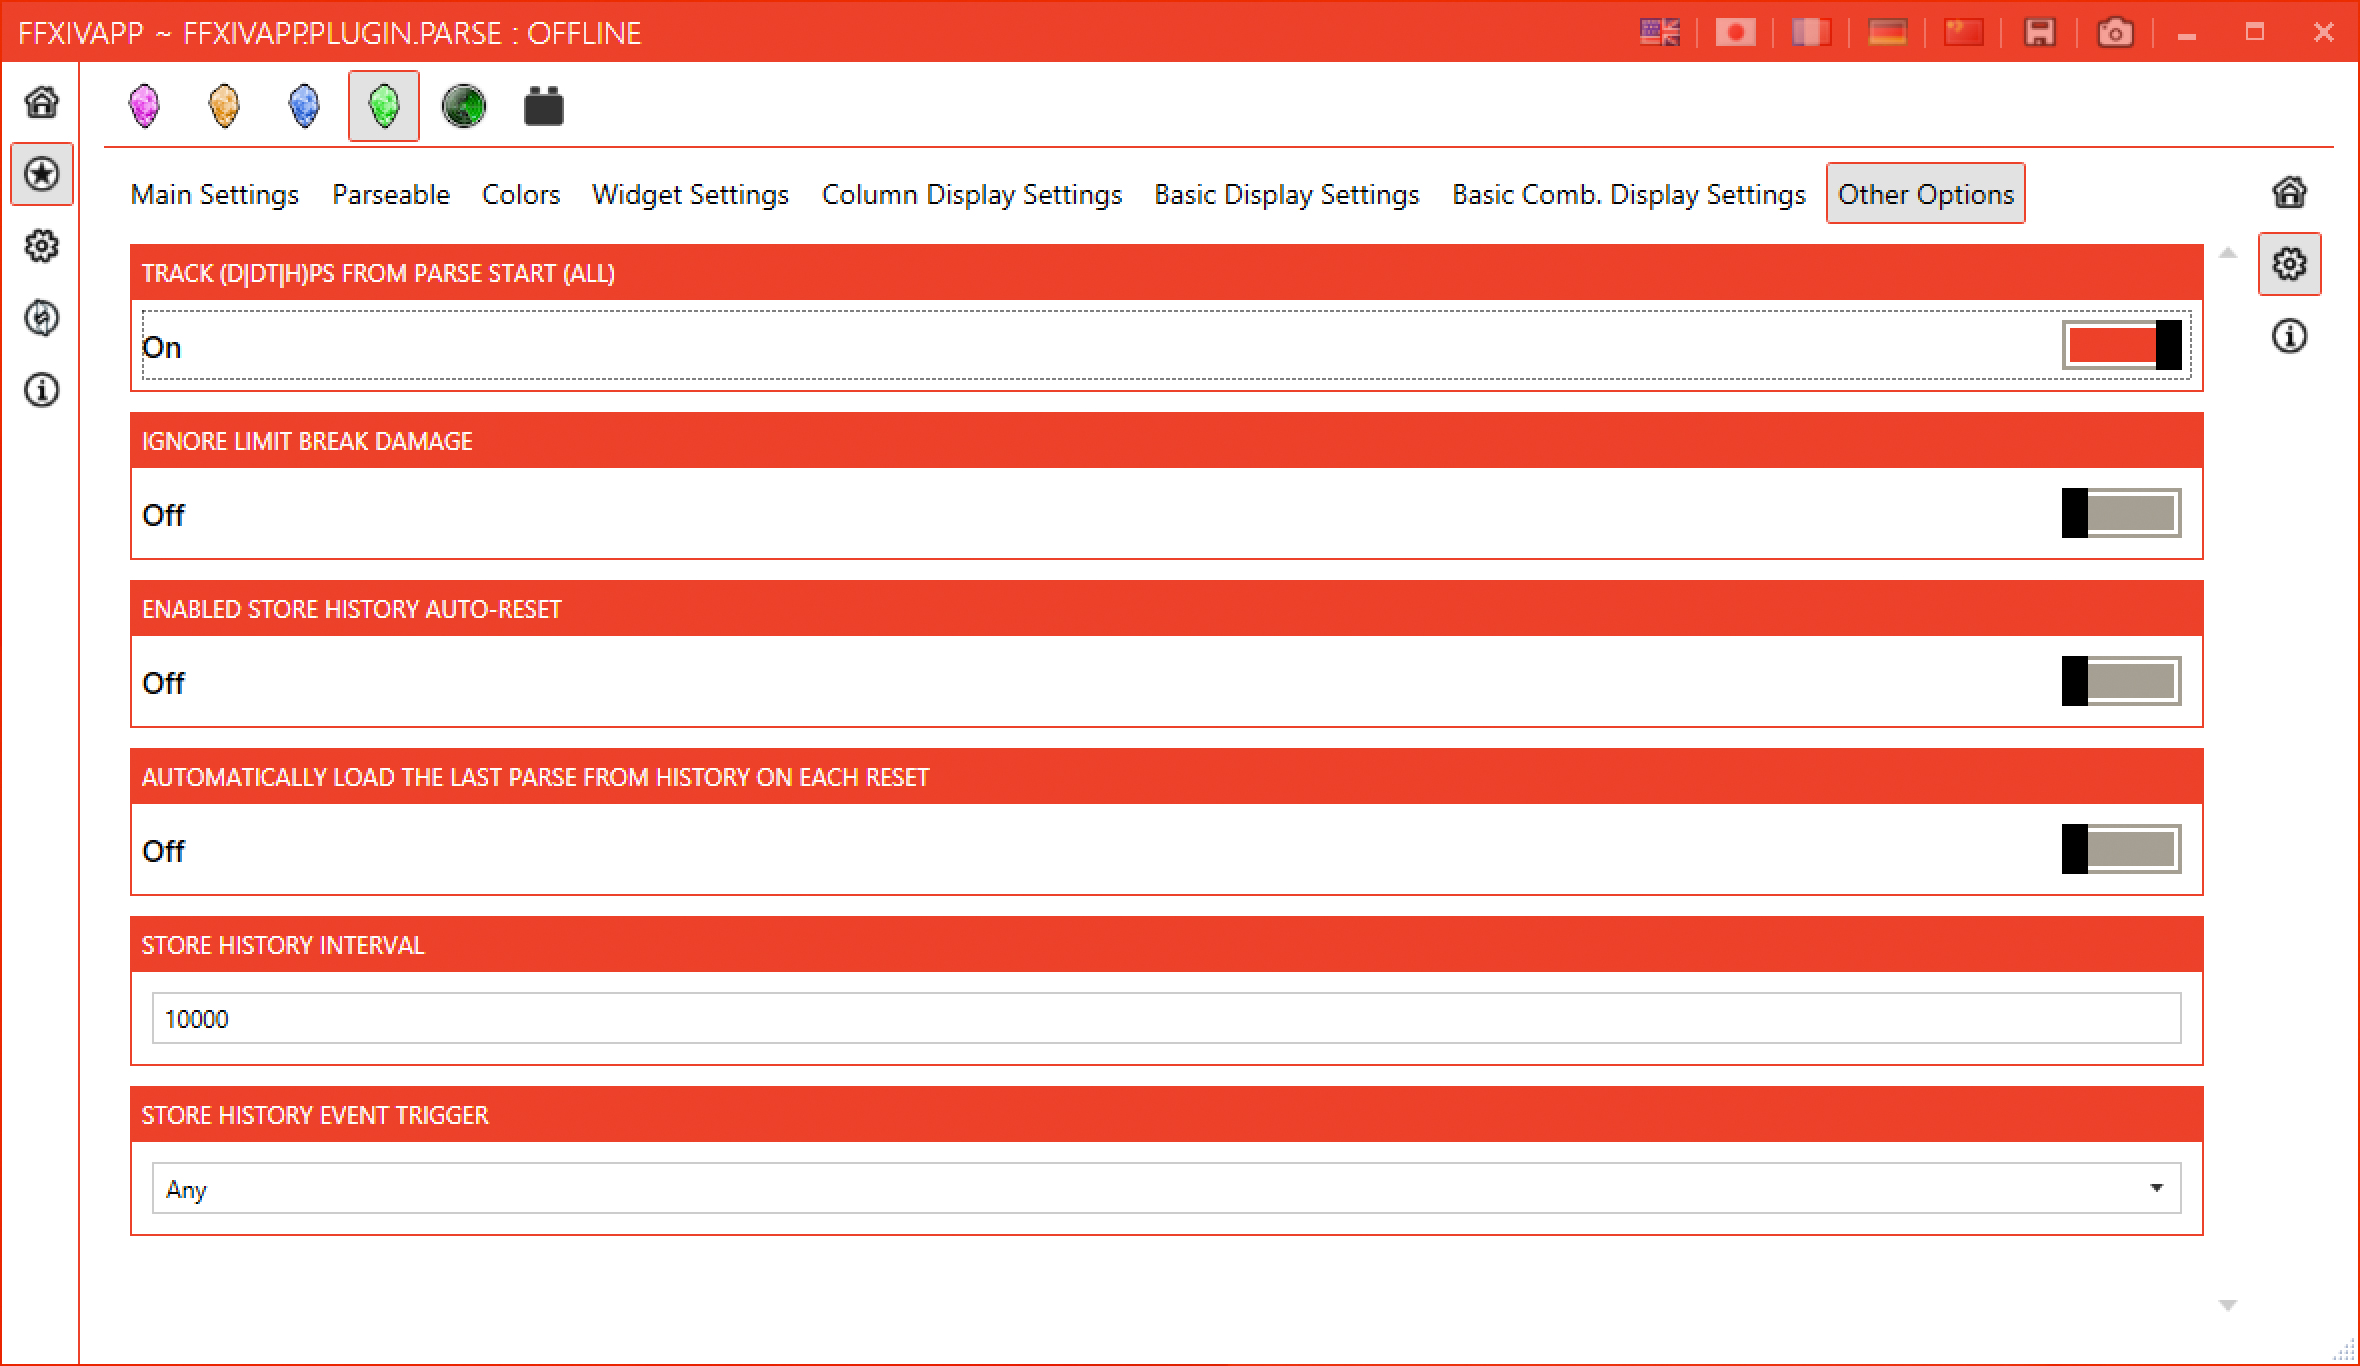 FFXIVAPP ~ FFXIVAPP.PLUGIN.PARSE : OFFLINE
Main Settings Parseable Colors Widget Settings Column Display Settings Basic Display Settings Basic Comb. Display Settings Other Options
TRACK (D|DT|H)PS FROM PARSE START (ALL)
On
IGNORE LIMIT BREAK DAMAGE
Off
ENABLED STORE HISTORY AUTO-RESET
Off
AUTOMATICALLY LOAD THE LAST PARSE FROM HISTORY ON EACH RESET
Off
STORE HISTORY INTERVAL
10000
STORE HISTORY EVENT TRIGGER
Any